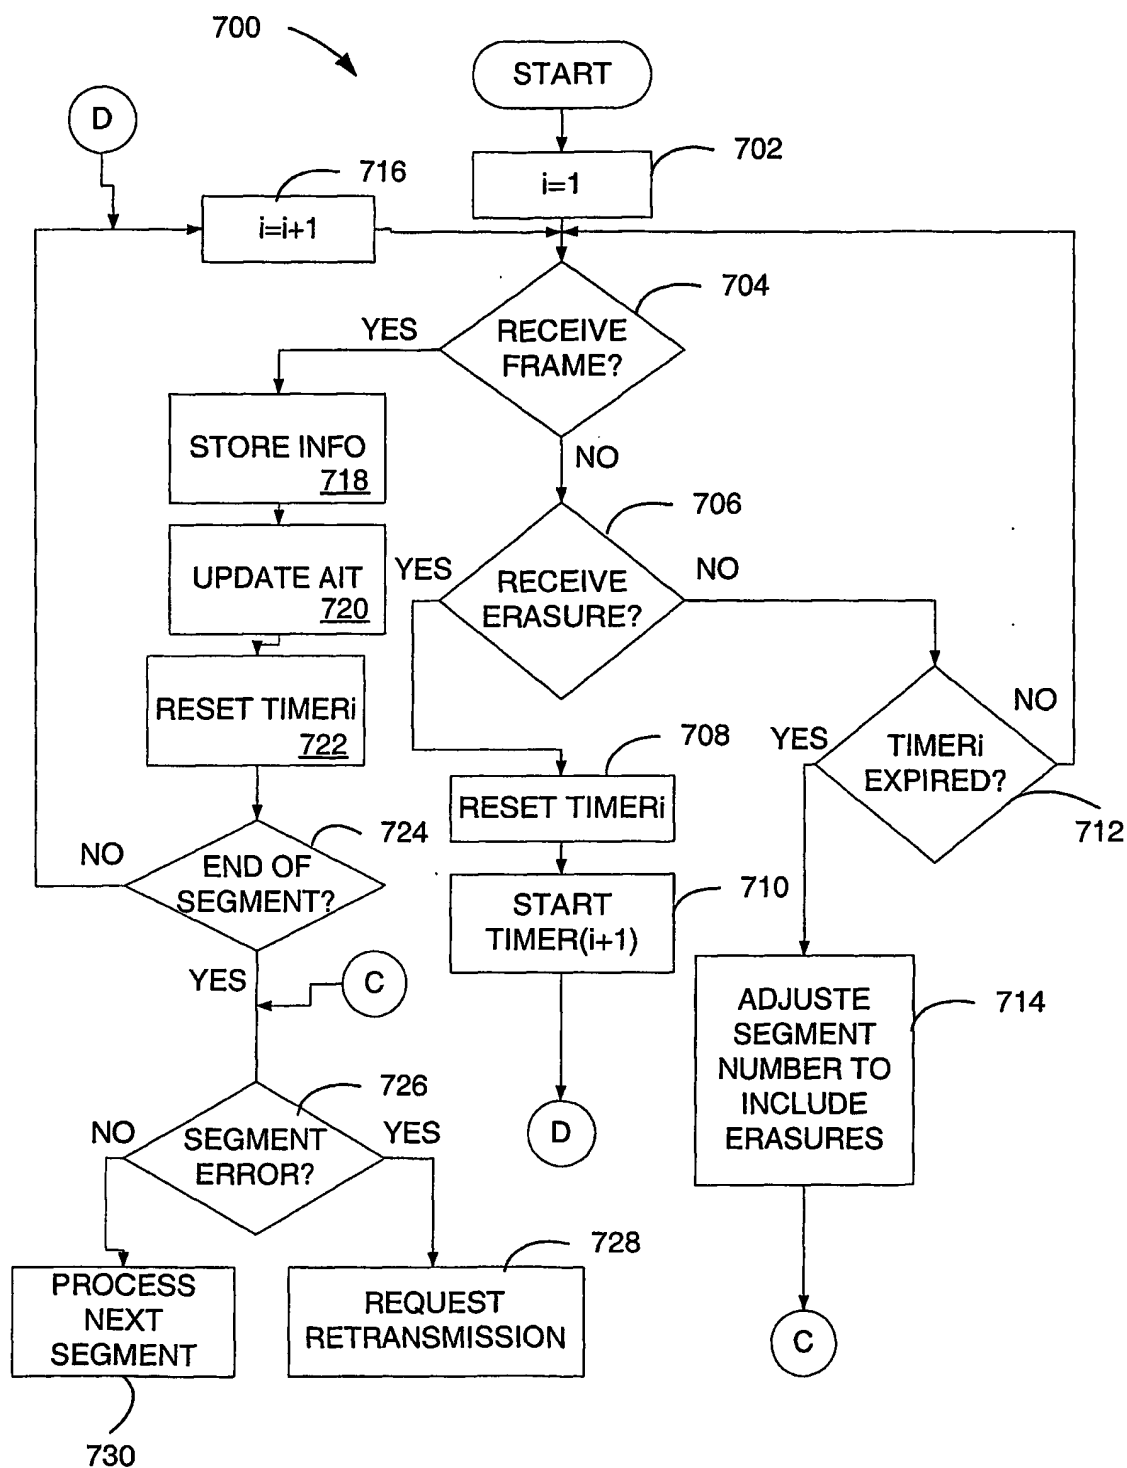 700
START
D
702
i=1
716
i=i+1
704
YES
RECEIVE
FRAME?
NO
STORE INFO
718
706
YES
RECEIVE
ERASURE?
NO
UPDATE AIT
720
RESET TIMERi
722
708
RESET TIMERi
YES
TIMERi
EXPIRED?
NO
712
724
NO
END OF
SEGMENT?
YES
710
START
TIMER(i+1)
C
ADJUSTE
SEGMENT
NUMBER TO
INCLUDE
ERASURES
714
726
NO
SEGMENT
ERROR?
YES
D
728
PROCESS
NEXT
SEGMENT
REQUEST
RETRANSMISSION
C
730